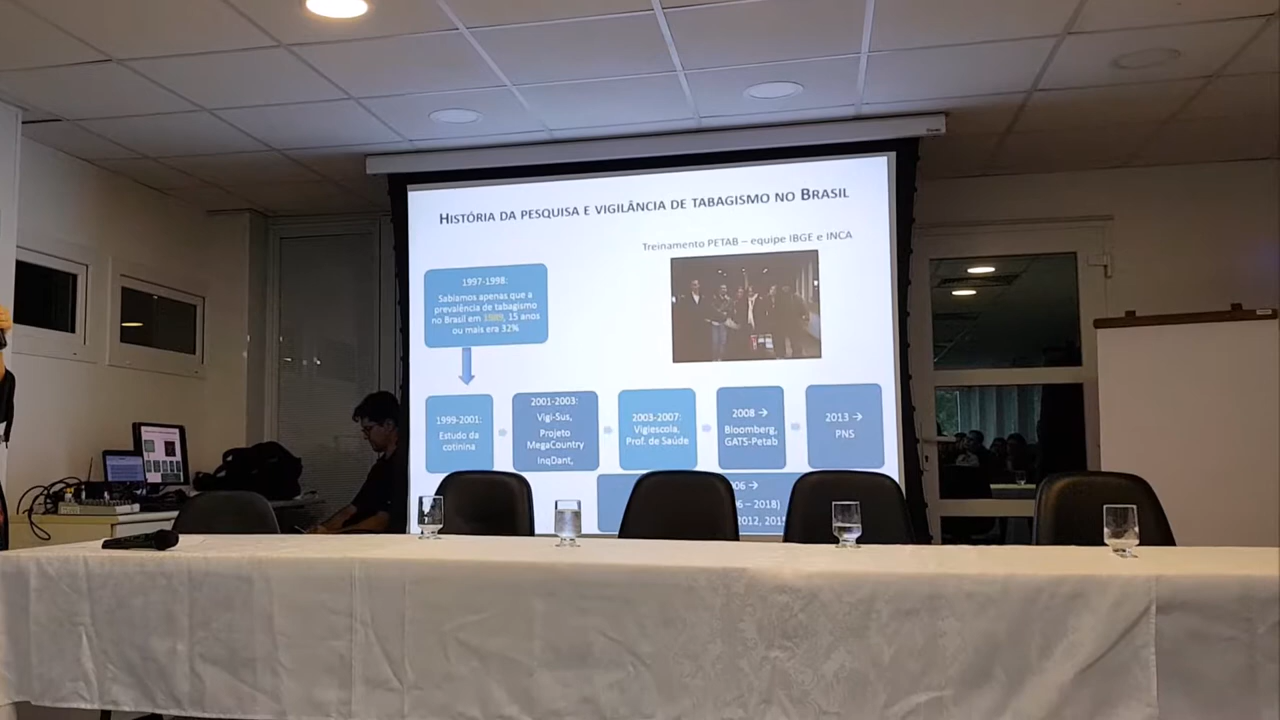 HISTÓRIA DA PESQUISA E VIGILÂNCIA DE TABAGISMO NO BRASIL
Treinamento PETAB – equipe IBGE e INCA
1997-1998:
Sabíamos apenas que a
prevalência de tabagismo
no Brasil em 1989, 15 anos
ou mais era 32%
1999-2001:
Estudo da
cotinina
2001-2003:
Vigi-Sus,
Projeto
MegaCountry
InqDant,
2003-2007:
Vigiescola,
Prof. de Saúde
2008 →
Bloomberg,
GATS-Petab
2013 →
PNS
06 →
6 – 2018)
2012, 201